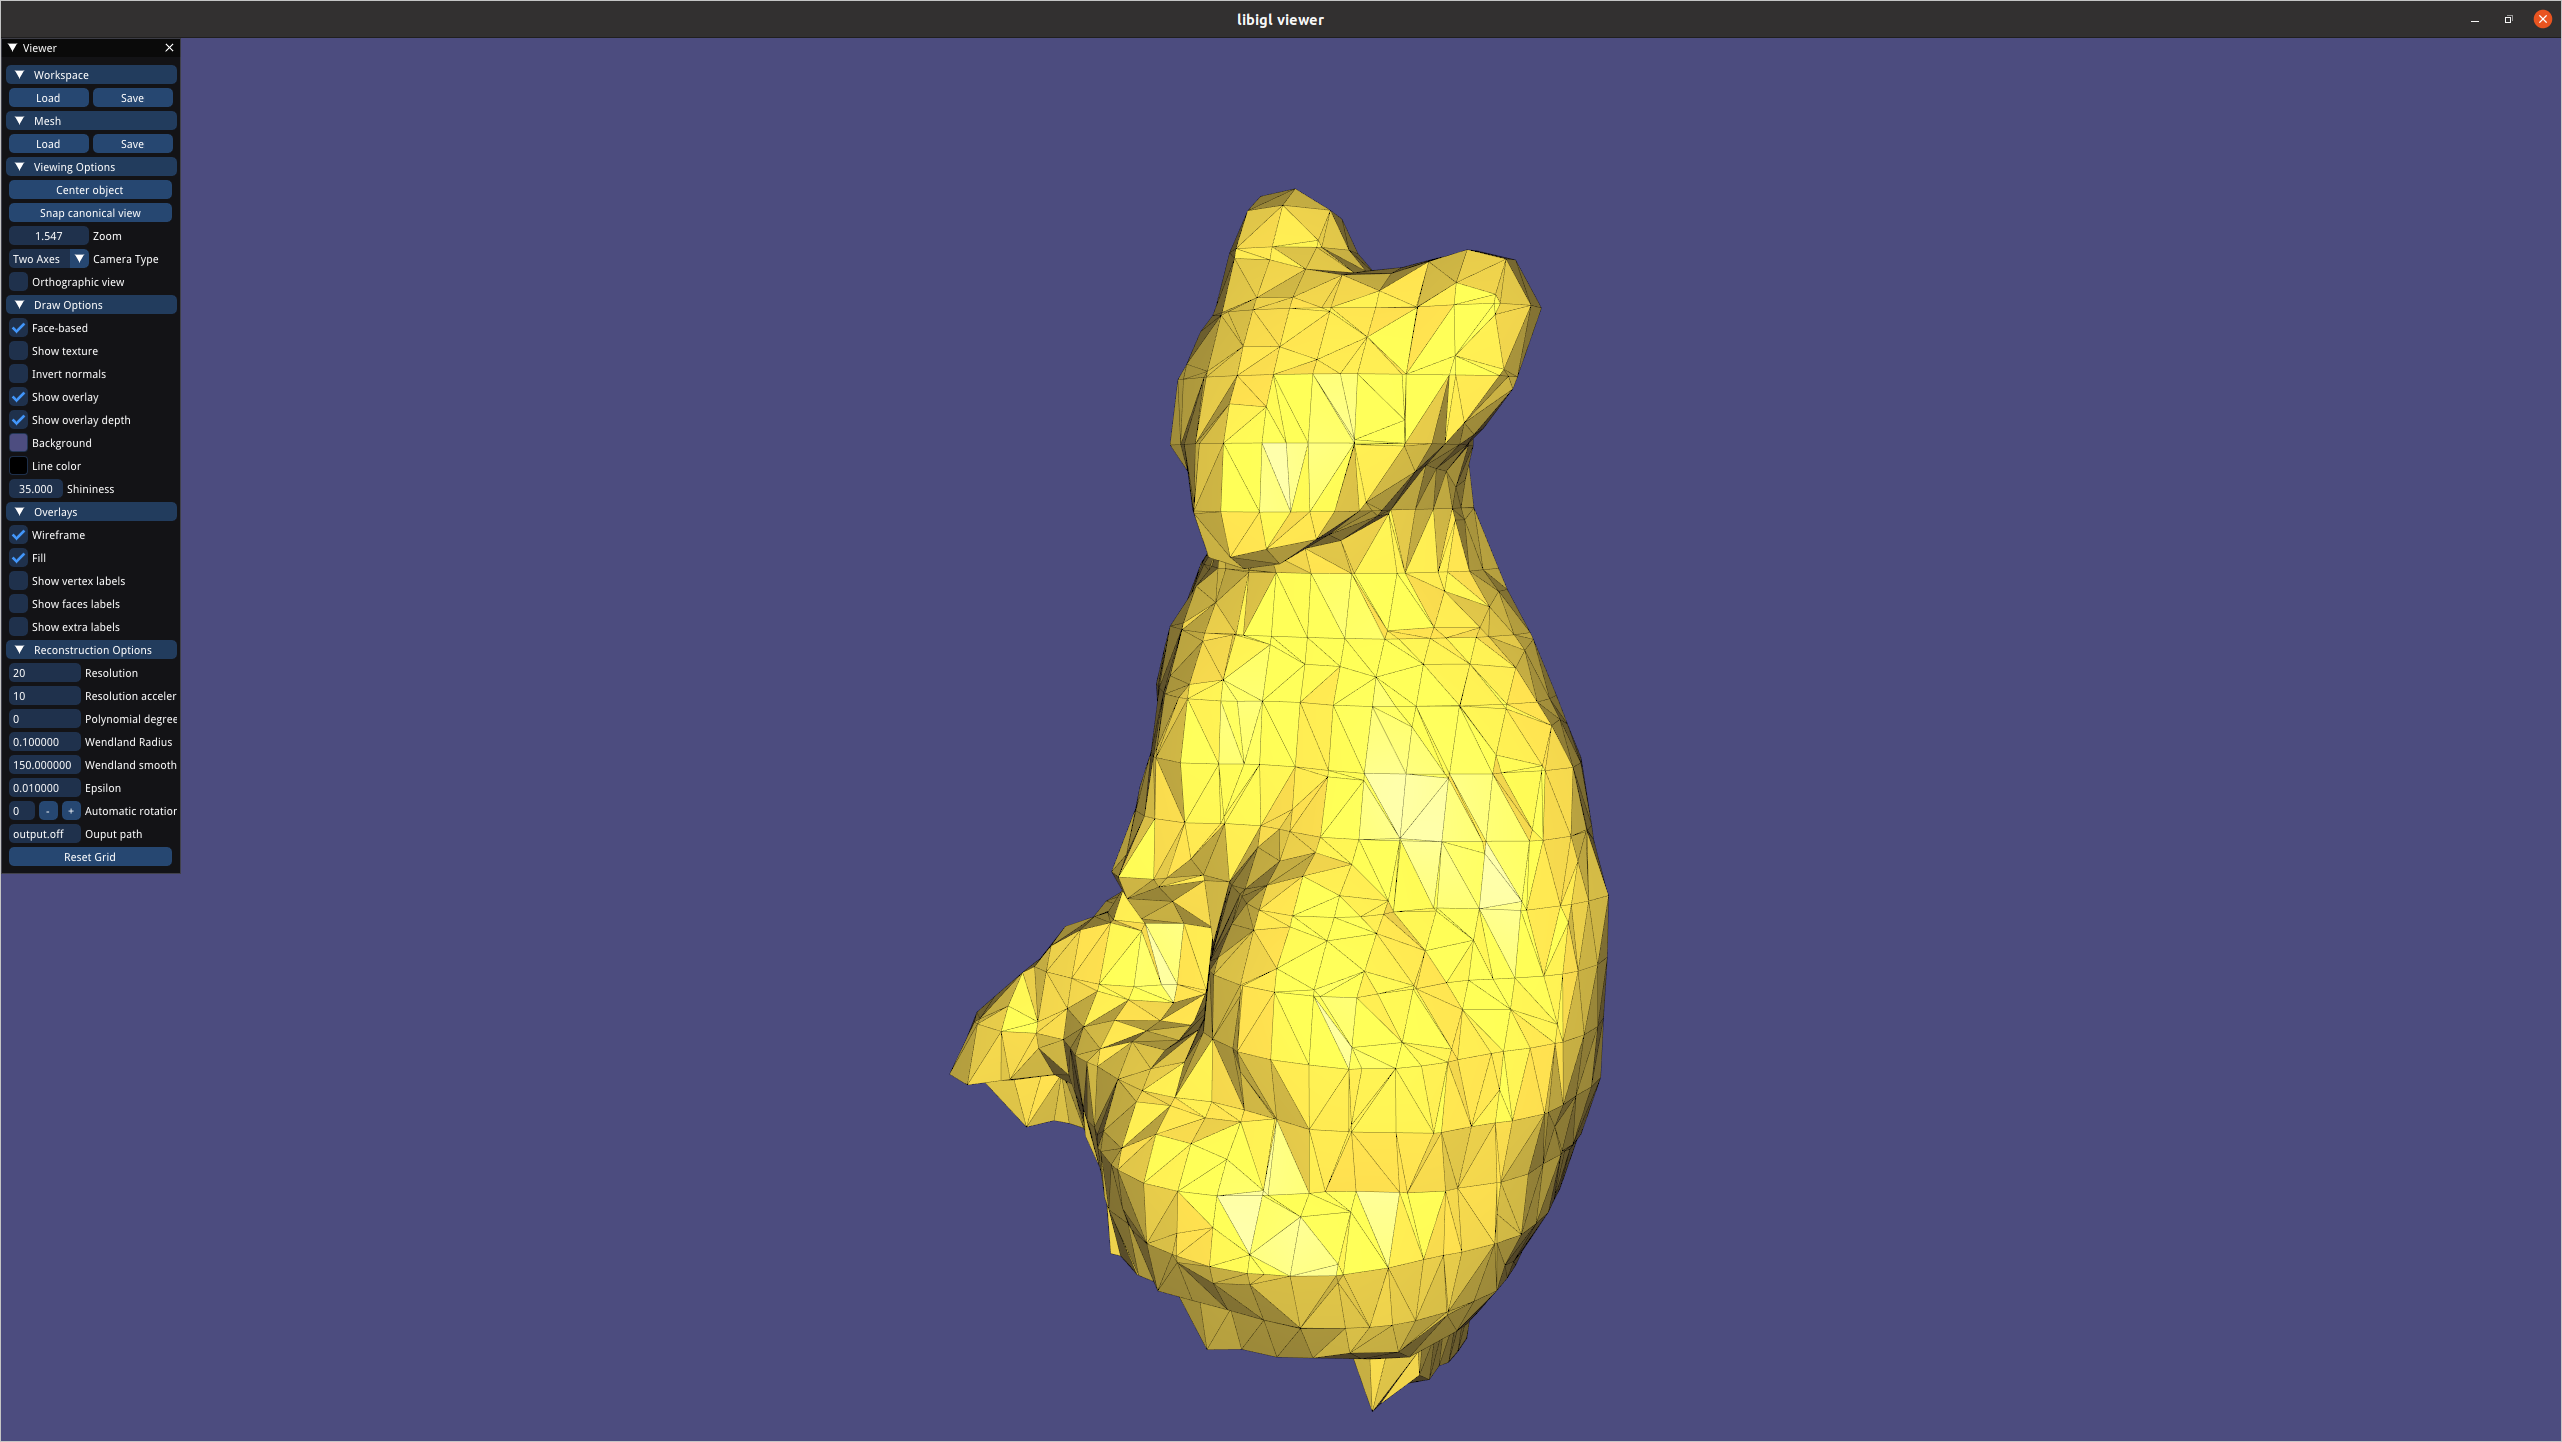 libigl viewer
Viewer
Workspace
Load Save
Mesh
Load Save
Viewing Options
Center object
Snap canonical view
1.547 Zoom
Two Axes Camera Type
Orthographic view
Draw Options
Face-based
Show texture
Invert normals
Show overlay
Show overlay depth
Background
Line color
35.000 Shininess
Overlays
Wireframe
Fill
Show vertex labels
Show faces labels
Show extra labels
Reconstruction Options
20 Resolution
10 Resolution acceler
0 Polynomial degree
0.100000 Wendland Radius
150.000000 Wendland smooth
0.010000 Epsilon
0 - + Automatic rotation
output.off Ouput path
Reset Grid